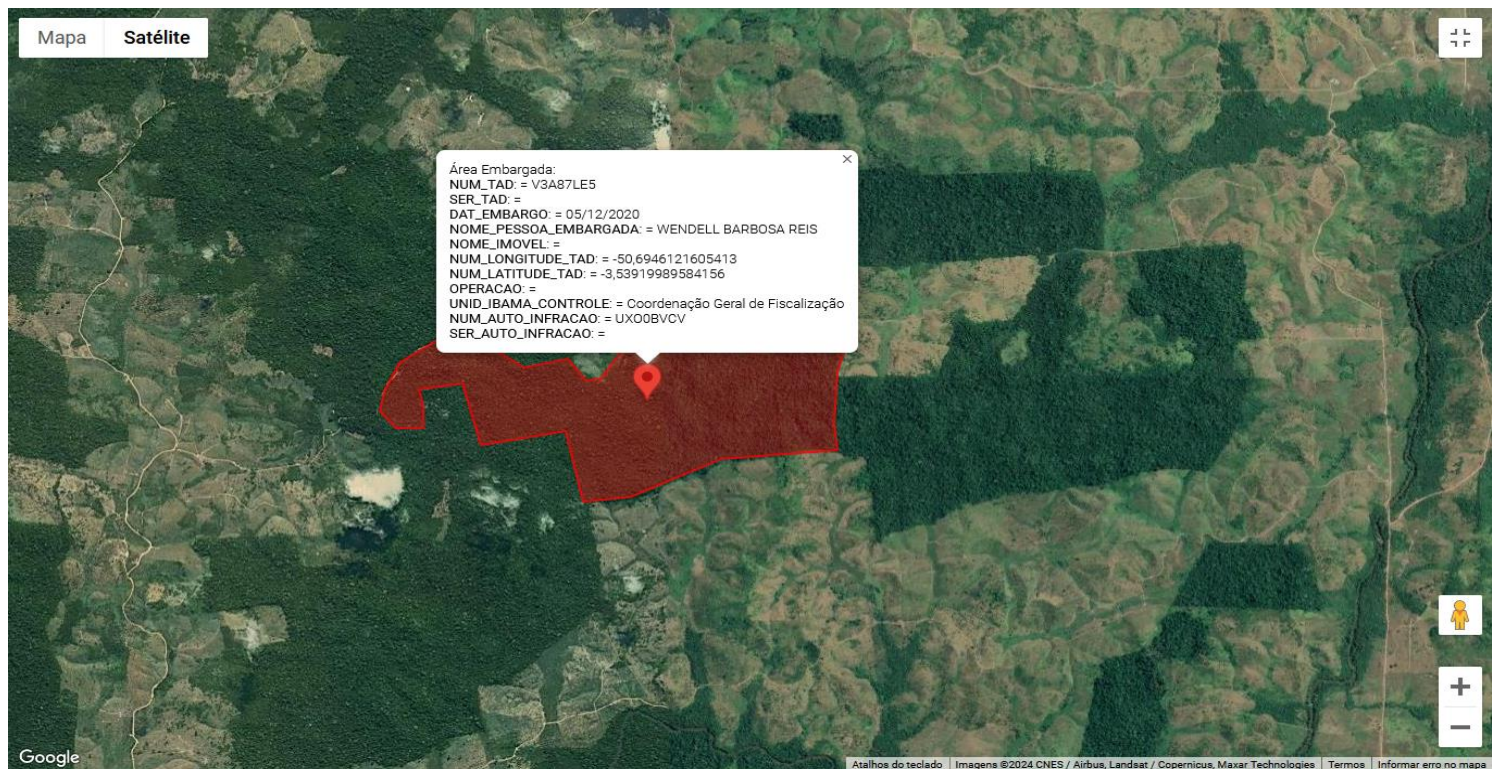 Mapa Satélite
×
Área Embargada:
NUM_TAD: = V3A87LE5
SER_TAD: =
DAT_EMBARGO: = 05/12/2020
NOME_PESSOA_EMBARGADA: = WENDELL BARBOSA REIS
NOME_IMOVEL: =
NUM_LONGITUDE_TAD: = -50,6946121605413
NUM_LATITUDE_TAD: = -3,53919989584156
OPERACAO: =
UNID_IBAMA_CONTROLE: = Coordenação Geral de Fiscalização
NUM_AUTO_INFRACAO: = UXO0BVCV
SER_AUTO_INFRACAO: =
Google
Atalhos do teclado Imagens ©2024 CNES / Airbus, Landsat / Copernicus, Maxar Technologies Termos Informar erro no mapa